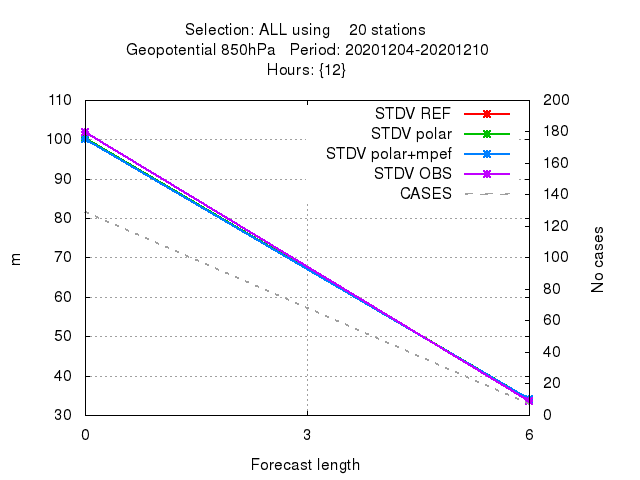 Selection: ALL using    20 stations
Geopotential 850hPa   Period: 20201204-20201210
Hours: {12}
110
100
90
80
70
60
50
40
30
m
200
180
160
140
120
100
80
60
40
20
0
No cases
STDV REF
STDV polar
STDV polar+mpef
STDV OBS
CASES
0
3
6
Forecast length